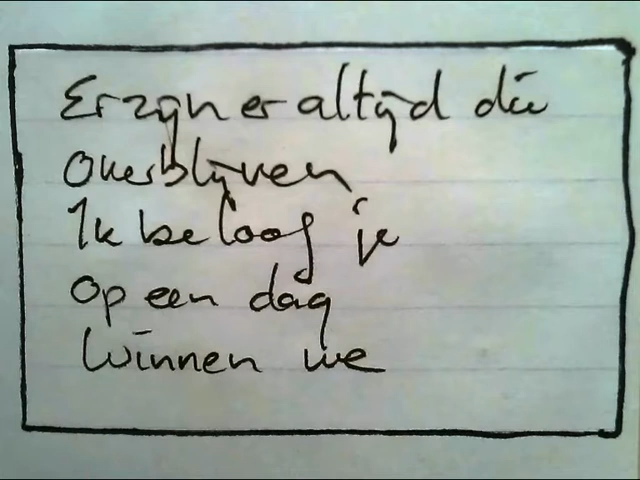 Er zijn er altijd die
overblijven
Ik beloof je
op een dag
winnen we